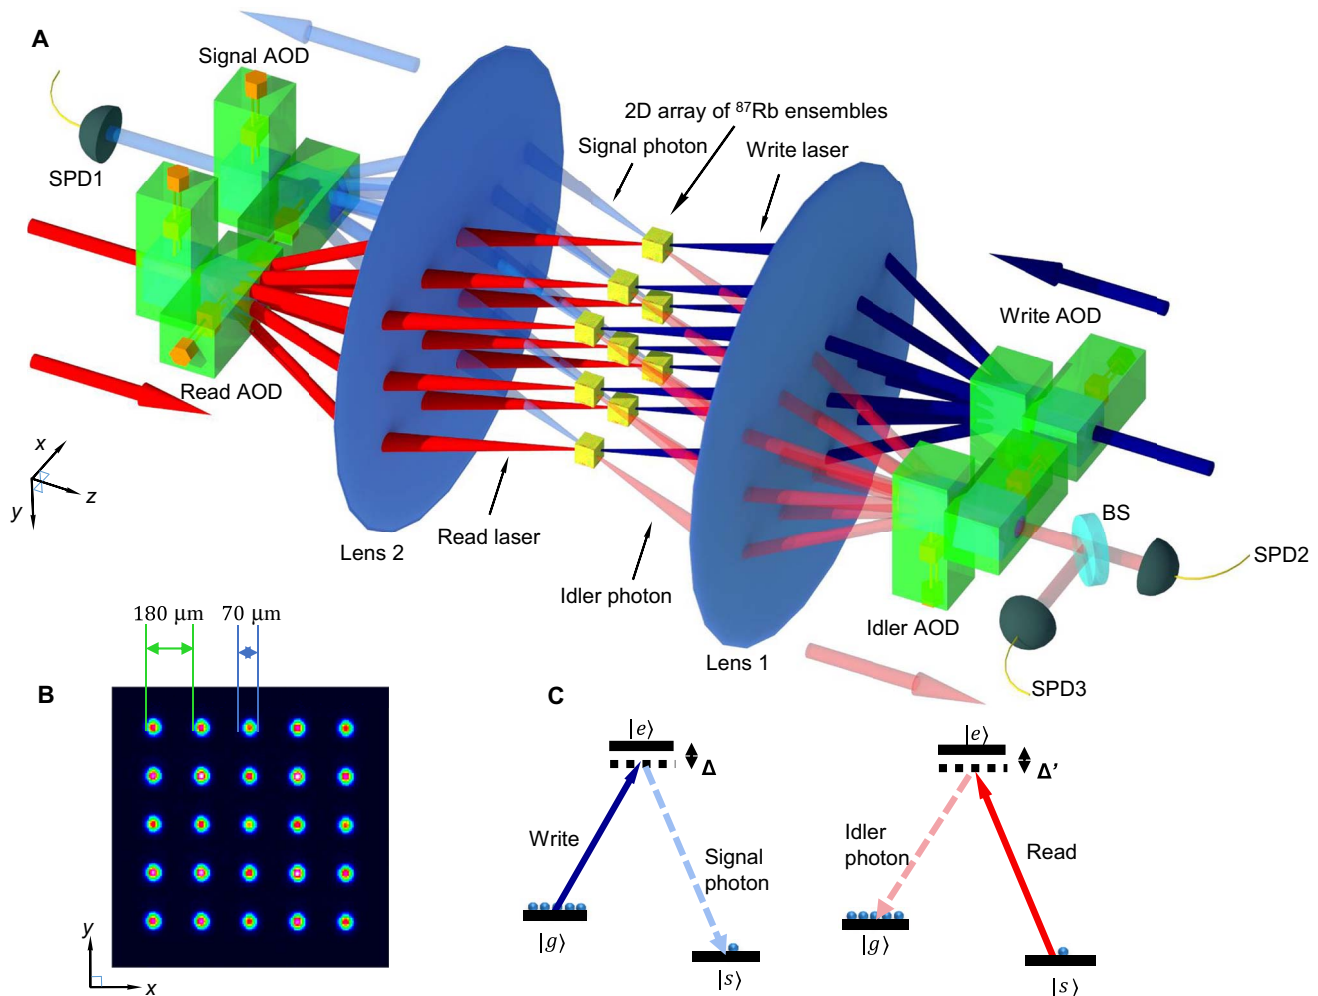 A
Signal AOD
SPD1
2D array of ⁸⁷Rb ensembles
Signal photon
Write laser
Write AOD
Read AOD
x
y
z
Lens 2
Read laser
Idler photon
Lens 1
Idler AOD
BS
SPD2
SPD3
B
180 μm
70 μm
y
x
C
|e⟩
Δ
Write
Signal
photon
|g⟩
|s⟩
|e⟩
Δ’
Idler
photon
Read
|g⟩
|s⟩